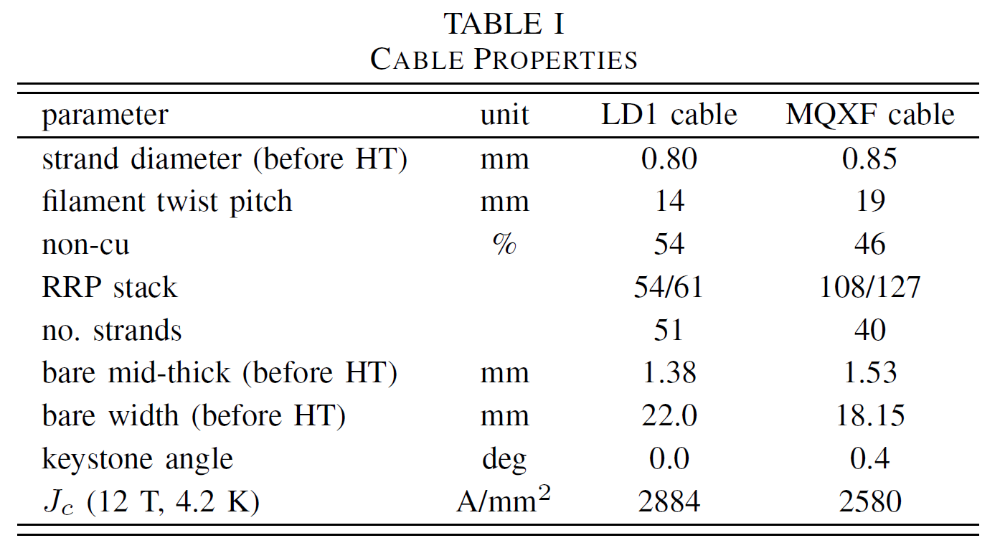 TABLE I
CABLE PROPERTIES
parameter unit LD1 cable MQXF cable
strand diameter (before HT) mm 0.80 0.85
filament twist pitch mm 14 19
non-cu % 54 46
RRP stack 54/61 108/127
no. strands 51 40
bare mid-thick (before HT) mm 1.38 1.53
bare width (before HT) mm 22.0 18.15
keystone angle deg 0.0 0.4
Jc (12 T, 4.2 K) A/mm² 2884 2580